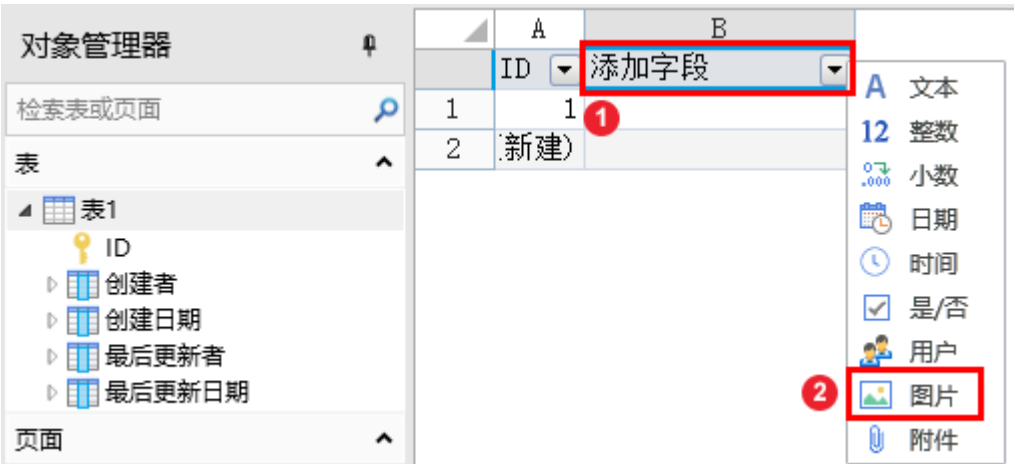 对象管理器
检索表或页面
表
表1
ID
创建者
创建日期
最后更新者
最后更新日期
页面
A B
ID 添加字段
1 1
2 新建)
1
A 文本
12 整数
.000 小数
日期
时间
是/否
用户
2 图片
附件